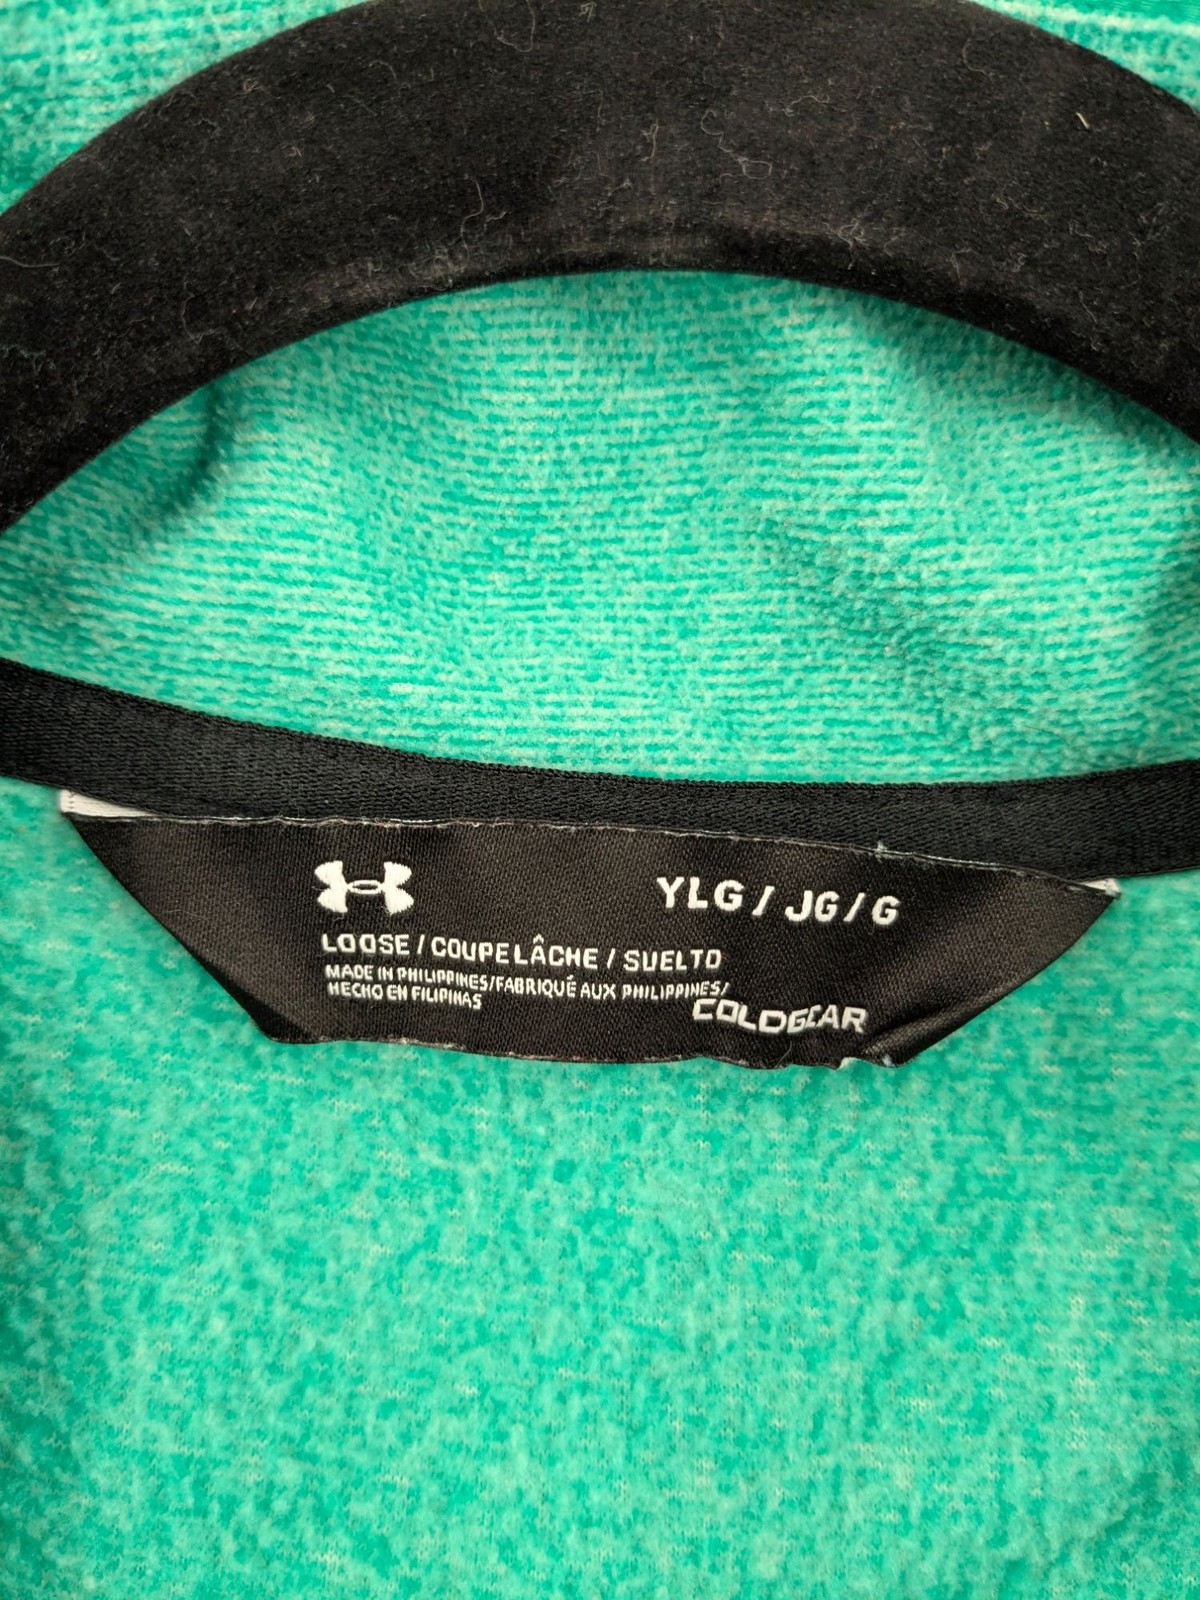 YLG / JG / G
LOOSE / COUPE LÂCHE / SUELTO
MADE IN PHILIPPINES/FABRIQUÉ AUX PHILIPPINES/
HECHO EN FILIPINAS
COLDGEAR